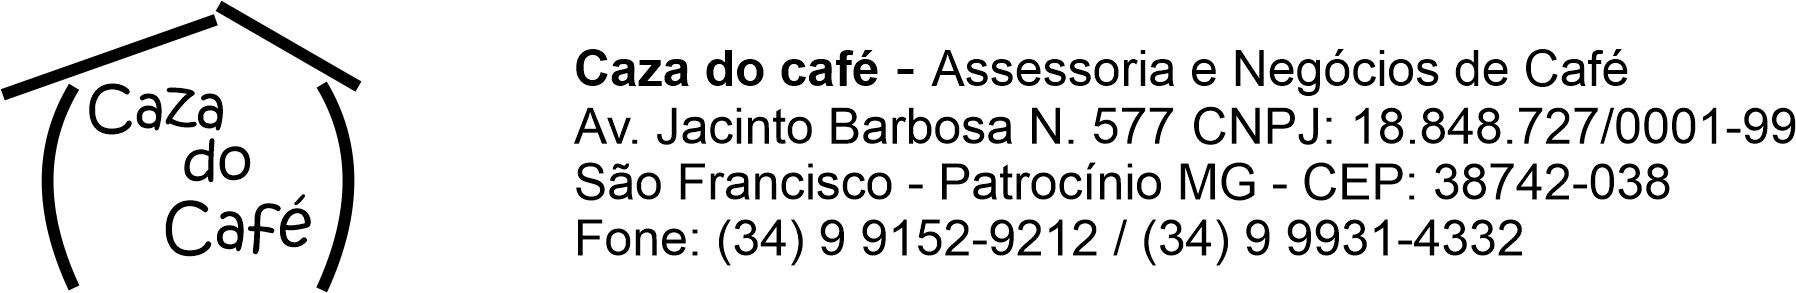 Caza
do
Café
Caza do café - Assessoria e Negócios de Café
Av. Jacinto Barbosa N. 577 CNPJ: 18.848.727/0001-99
São Francisco - Patrocínio MG - CEP: 38742-038
Fone: (34) 9 9152-9212 / (34) 9 9931-4332